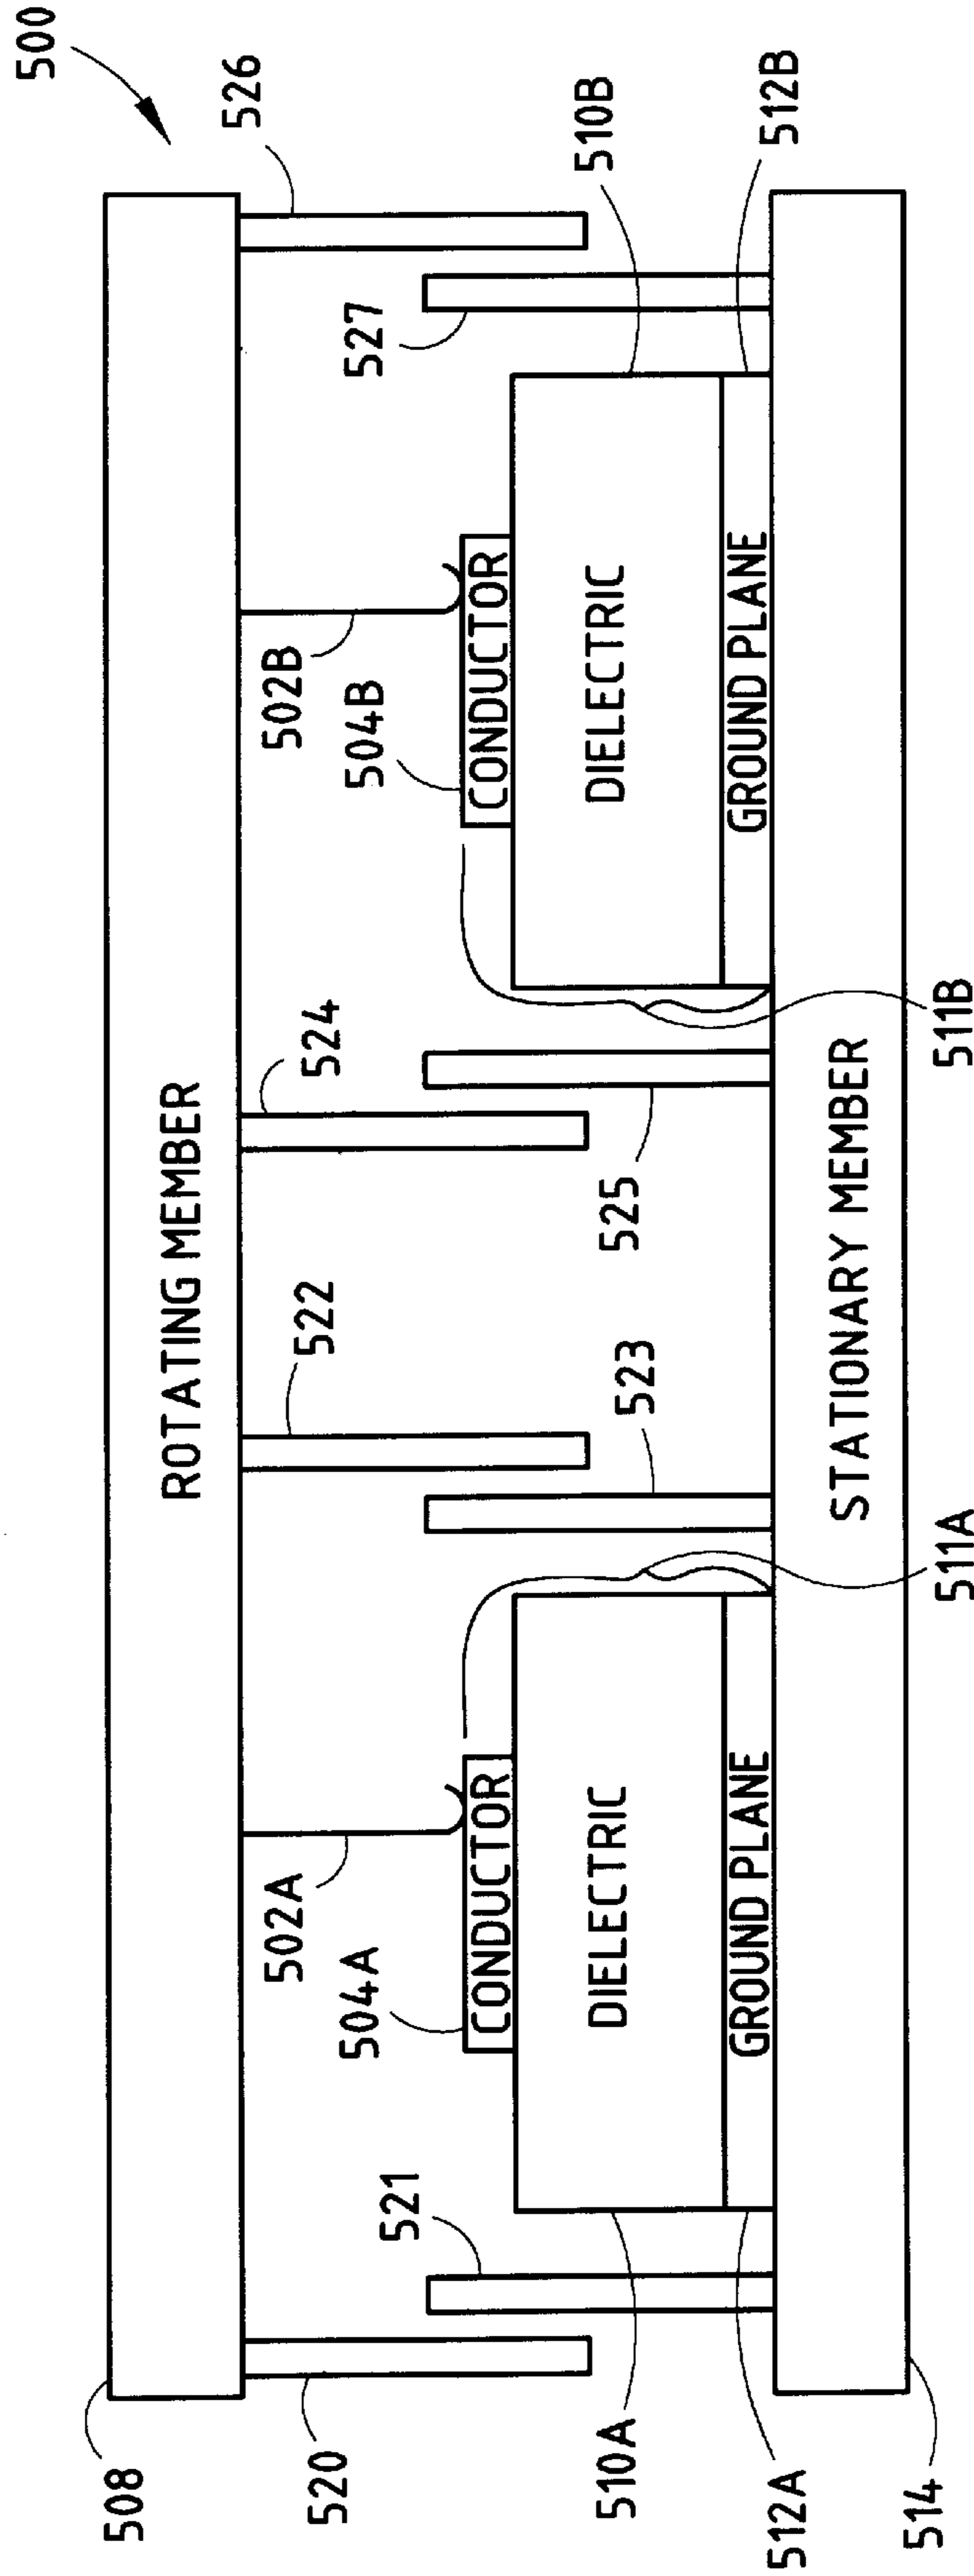 500
508
ROTATING MEMBER
520
521
522
524
526
502A
504A
502B
504B
527
CONDUCTOR
CONDUCTOR
523
525
510A
DIELECTRIC
DIELECTRIC
510B
512A
GROUND PLANE
GROUND PLANE
512B
514
STATIONARY MEMBER
511A
511B